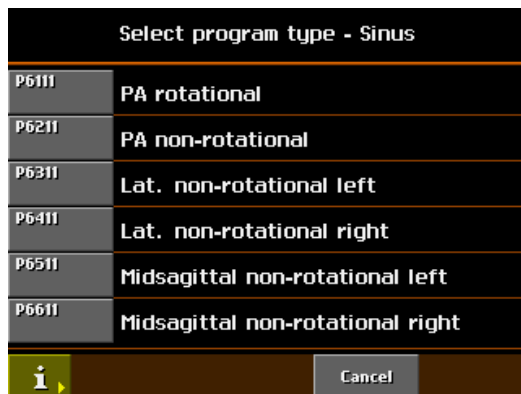 Select program type - Sinus
P6111
PA rotational
P6211
PA non-rotational
P6311
Lat. non-rotational left
P6411
Lat. non-rotational right
P6511
Midsagittal non-rotational left
P6611
Midsagittal non-rotational right
i
Cancel